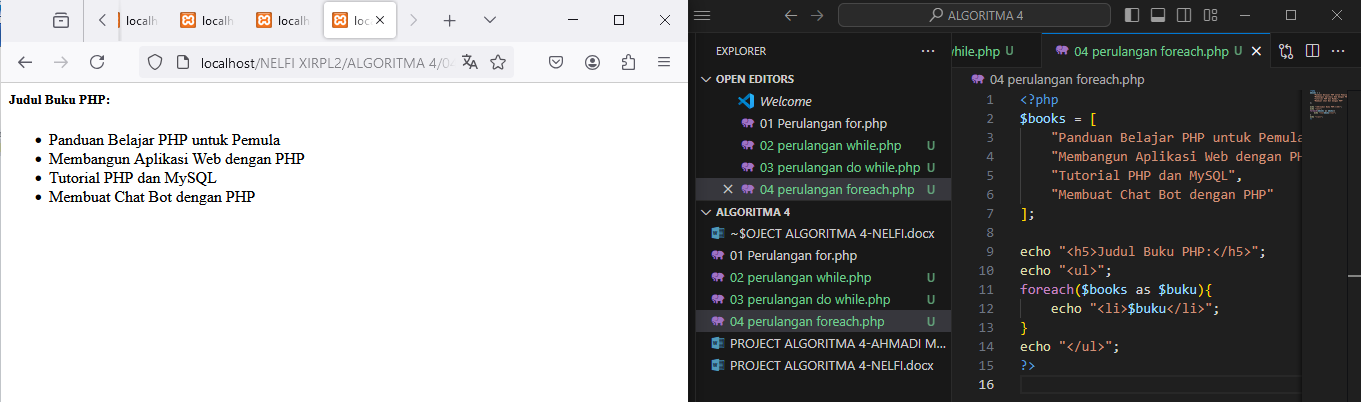 localh
localh
localh
loc
localhost/NELFI XIRPL2/ALGORITMA 4/04
Judul Buku PHP:
• Panduan Belajar PHP untuk Pemula
• Membangun Aplikasi Web dengan PHP
• Tutorial PHP dan MySQL
• Membuat Chat Bot dengan PHP
ALGORITMA 4
EXPLORER
OPEN EDITORS
Welcome
01 Perulangan for.php
02 perulangan while.php U
03 perulangan do while.php U
04 perulangan foreach.php U
ALGORITMA 4
~$OJECT ALGORITMA 4-NELFI.docx
01 Perulangan for.php
02 perulangan while.php U
03 perulangan do while.php U
04 perulangan foreach.php U
PROJECT ALGORITMA 4-AHMADI M...
PROJECT ALGORITMA 4-NELFI.docx
while.php U
04 perulangan foreach.php U
04 perulangan foreach.php
1 <?php
2 $books = [
3 "Panduan Belajar PHP untuk Pemula
4 "Membangun Aplikasi Web dengan PH
5 "Tutorial PHP dan MySQL",
6 "Membuat Chat Bot dengan PHP"
7 ];
8
9 echo "<h5>Judul Buku PHP:</h5>";
10 echo "<ul>";
11 foreach($books as $buku){
12 echo "<li>$buku</li>";
13 }
14 echo "</ul>";
15 ?>
16